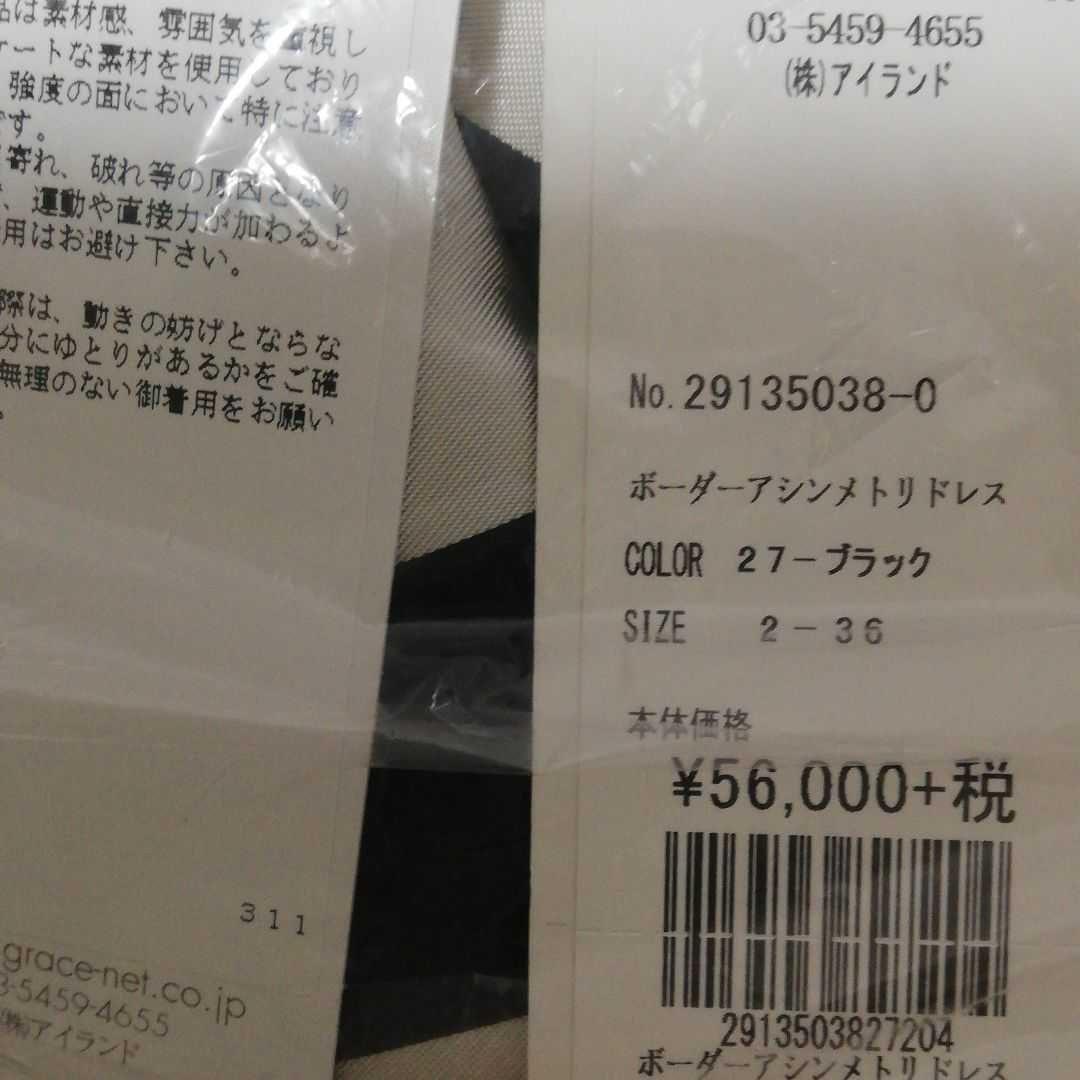 品は素材感、雰囲気を重視し
ケートな素材を使用しており
強度の面において特に注意
です。
寄れ、破れ等の原因となり
、運動や直接力が加わるよ
用はお避け下さい。
際は、動きの妨げとならな
分にゆとりがあるかをご確
無理のない御着用をお願い
。
311
grace-net.co.jp
3-5459-4655
(株)アイランド
03-5459-4655
(株)アイランド
No.29135038-0
ボーダーアシンメトリドレス
COLOR 27-ブラック
SIZE 2-36
本体価格
¥56,000+税
2913503827204
ボーダーアシンメトリドレス